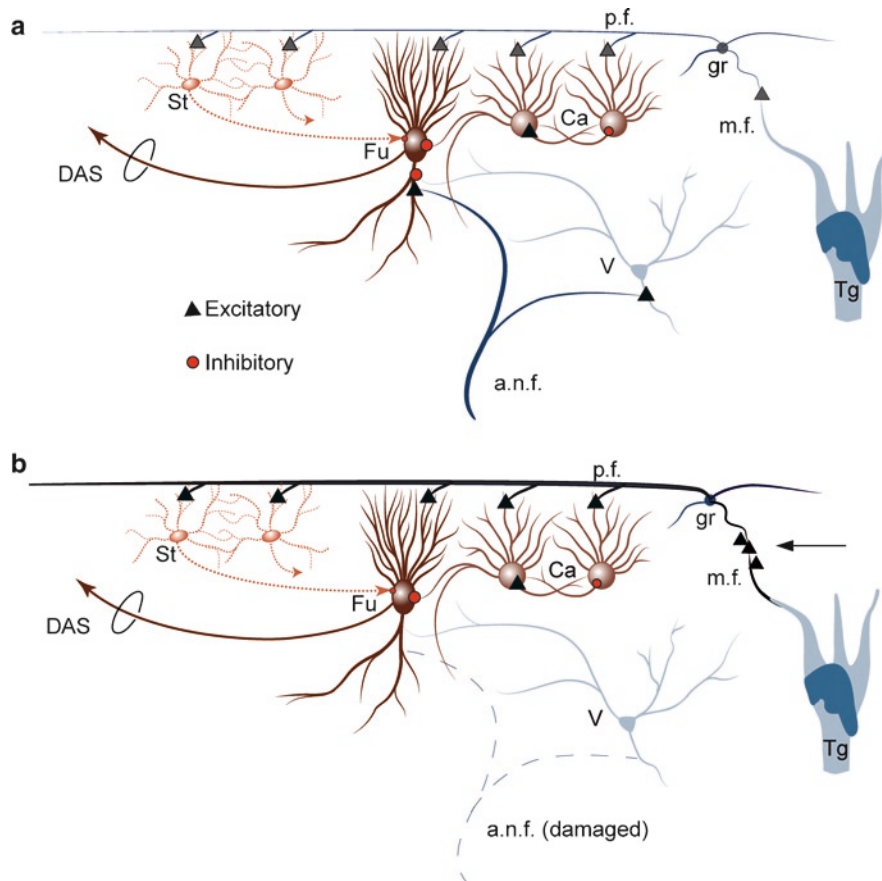 a
p.f.
gr
St
Ca
m.f.
Fu
DAS
V
Tg
Excitatory
Inhibitory
a.n.f.
b
p.f.
gr
St
Ca
m.f.
Fu
DAS
V
Tg
a.n.f. (damaged)